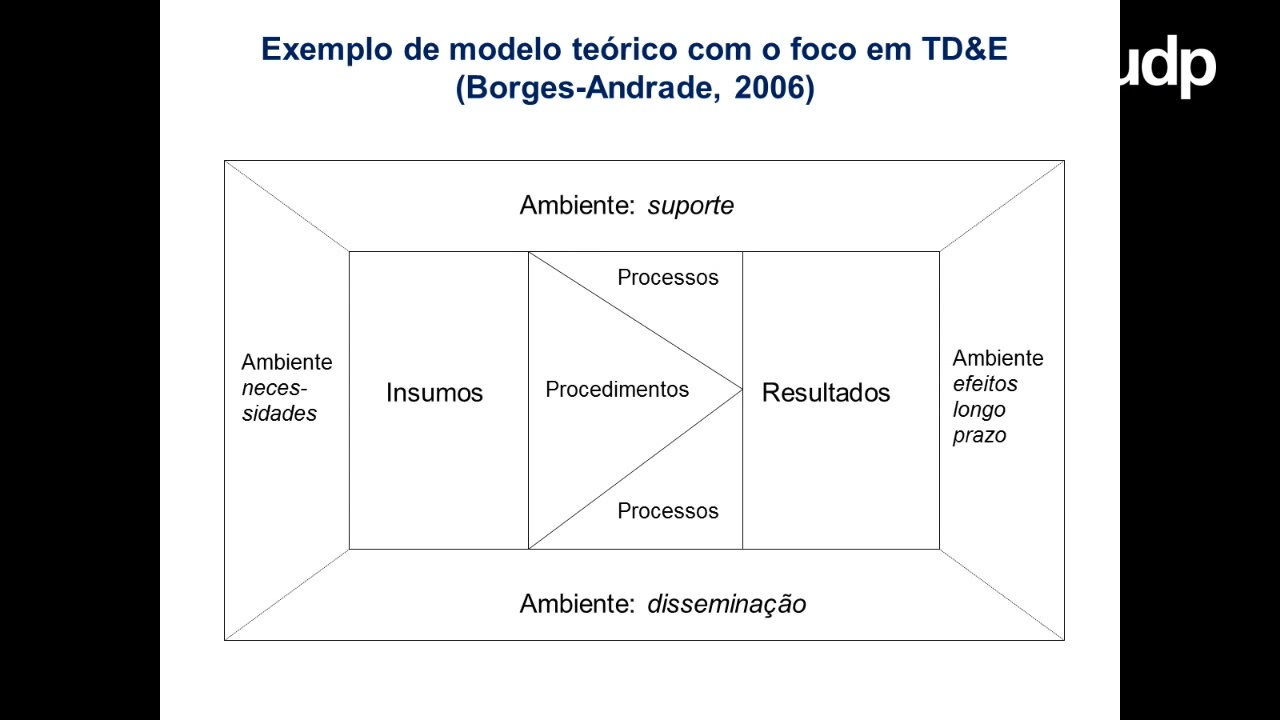 Exemplo de modelo teórico com o foco em TD&E
(Borges-Andrade, 2006)
udp
Ambiente: suporte
Processos
Ambiente
neces-
sidades
Insumos
Procedimentos
Resultados
Ambiente
efeitos
longo
prazo
Processos
Ambiente: disseminação